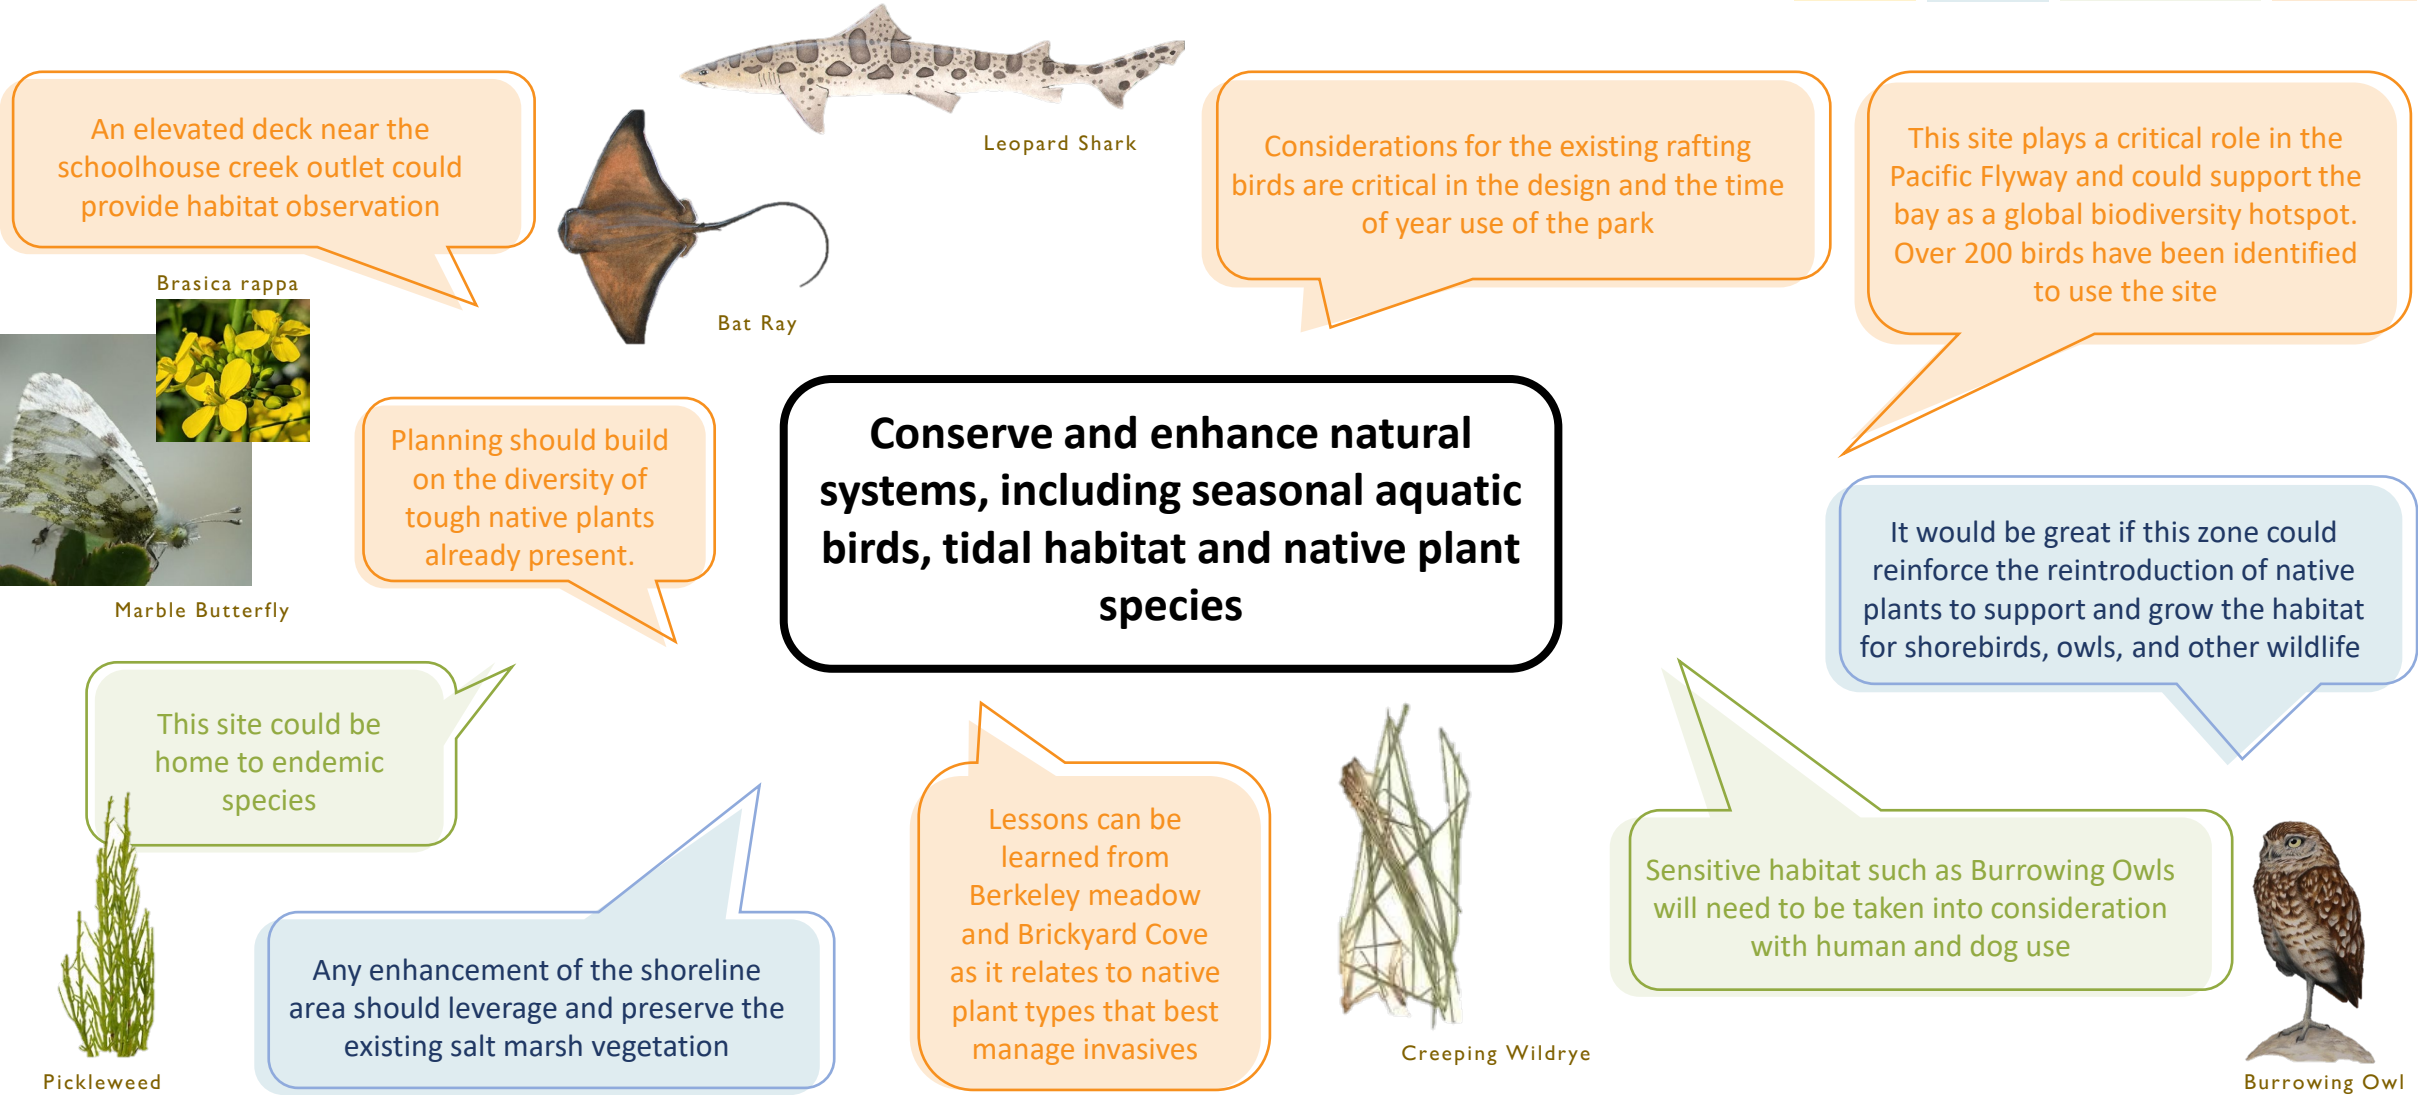 Leopard Shark
An elevated deck near the
schoolhouse creek outlet could
provide habitat observation
Considerations for the existing rafting
birds are critical in the design and the time
of year use of the park
This site plays a critical role in the
Pacific Flyway and could support the
bay as a global biodiversity hotspot.
Over 200 birds have been identified
to use the site
Brasica rappa
Bat Ray
Planning should build
on the diversity of
tough native plants
already present.
Conserve and enhance natural
systems, including seasonal aquatic
birds, tidal habitat and native plant
species
It would be great if this zone could
reinforce the reintroduction of native
plants to support and grow the habitat
for shorebirds, owls, and other wildlife
Marble Butterfly
This site could be
home to endemic
species
Lessons can be
learned from
Berkeley meadow
and Brickyard Cove
as it relates to native
plant types that best
manage invasives
Sensitive habitat such as Burrowing Owls
will need to be taken into consideration
with human and dog use
Any enhancement of the shoreline
area should leverage and preserve the
existing salt marsh vegetation
Pickleweed
Creeping Wildrye
Burrowing Owl